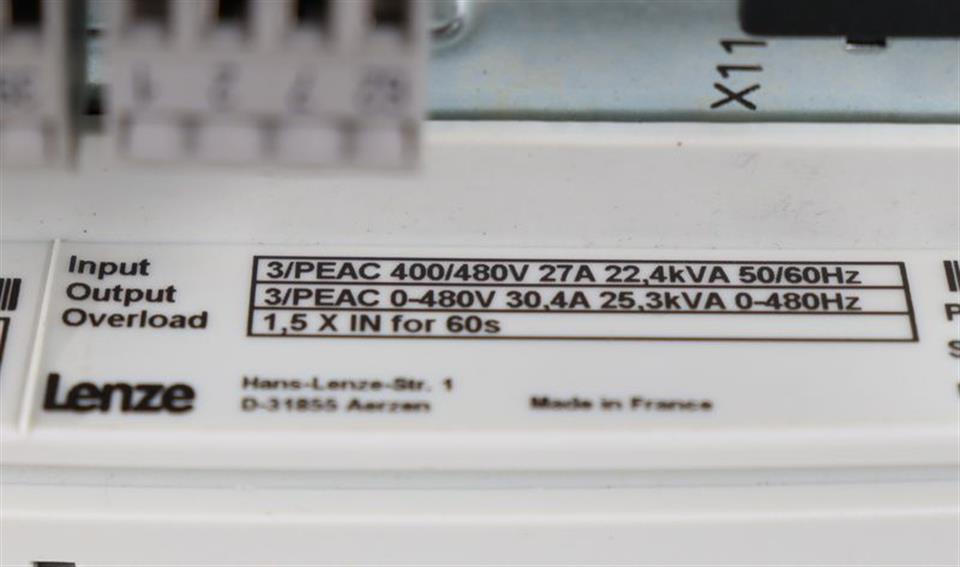 X11
Input 3/PEAC 400/480V 27A 22,4kVA 50/60Hz
Output 3/PEAC 0-480V 30,4A 25,3kVA 0-480Hz
Overload 1,5 X IN for 60s
Lenze
Hans-Lenze-Str. 1
D-31855 Aerzen
Made in France